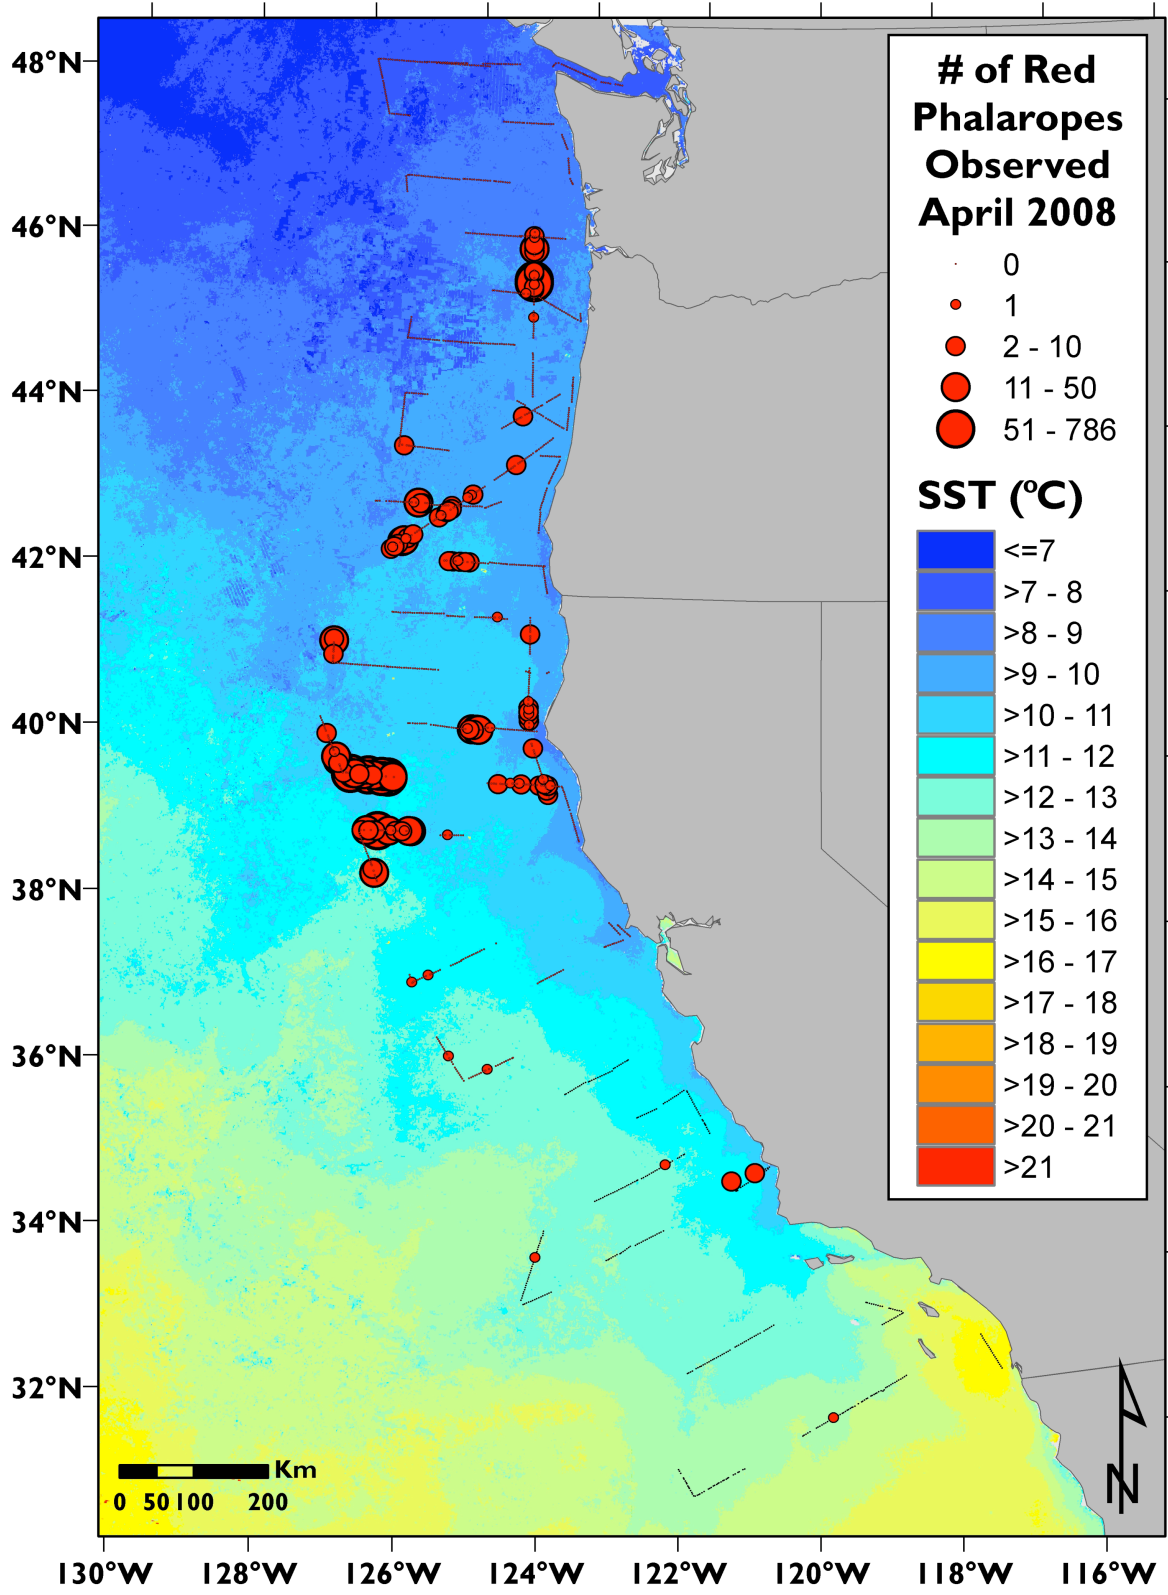 # of Red
Phalaropes
Observed
April 2008
0
1
2 - 10
11 - 50
51 - 786
SST (ºC)
<=7
>7 - 8
>8 - 9
>9 - 10
>10 - 11
>11 - 12
>12 - 13
>13 - 14
>14 - 15
>15 - 16
>16 - 17
>17 - 18
>18 - 19
>19 - 20
>20 - 21
>21
48°N
46°N
44°N
42°N
40°N
38°N
36°N
34°N
32°N
Km
0 50 100 200
N
130°W 128°W 126°W 124°W 122°W 120°W 118°W 116°W